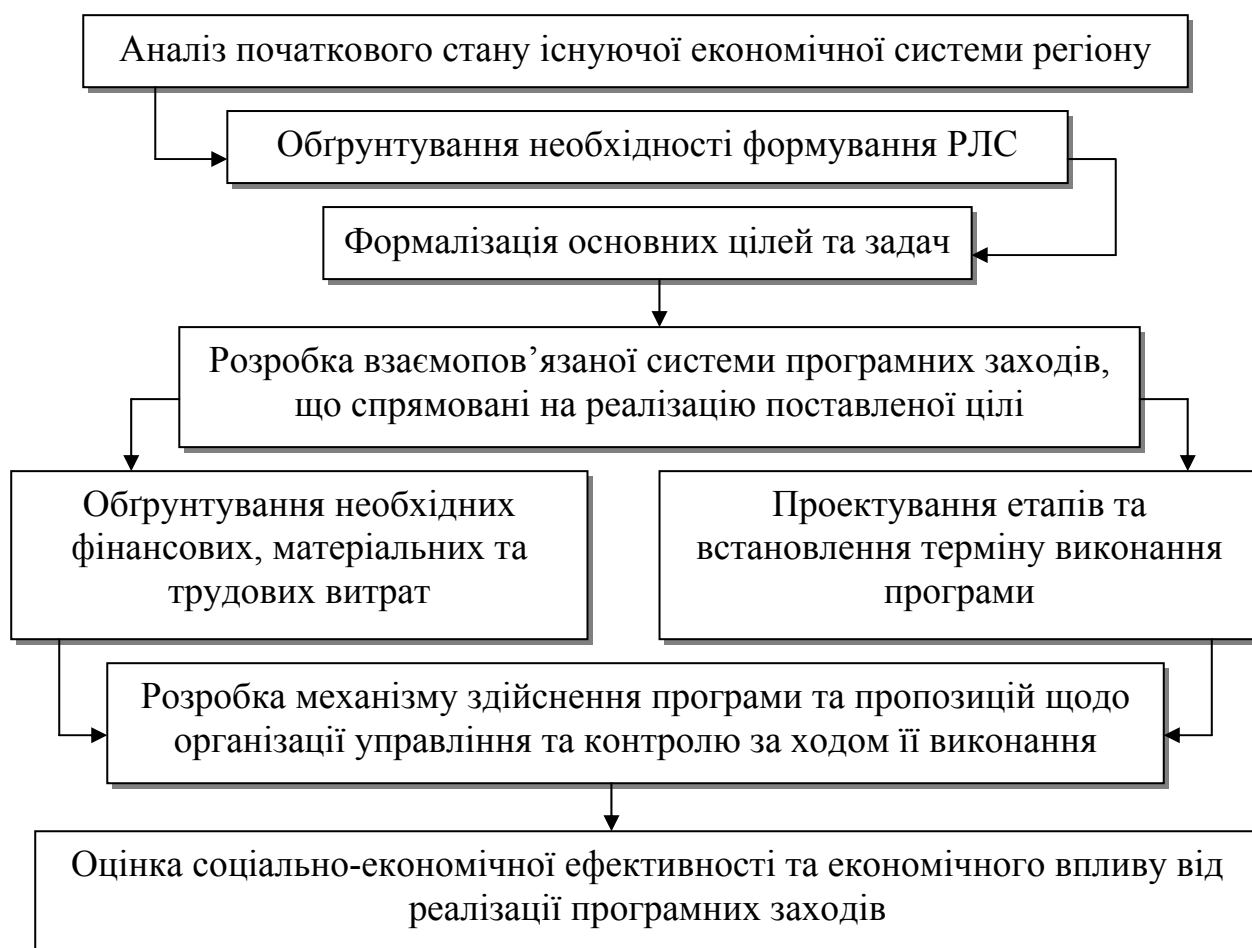 Аналіз початкового стану існуючої економічної системи регіону
Обґрунтування необхідності формування РЛС
Формалізація основних цілей та задач
Розробка взаємопов’язаної системи програмних заходів,
що спрямовані на реалізацію поставленої цілі
Обґрунтування необхідних
фінансових, матеріальних та
трудових витрат
Проектування етапів та
встановлення терміну виконання
програми
Розробка механізму здійснення програми та пропозицій щодо
організації управління та контролю за ходом її виконання
Оцінка соціально-економічної ефективності та економічного впливу від
реалізації програмних заходів